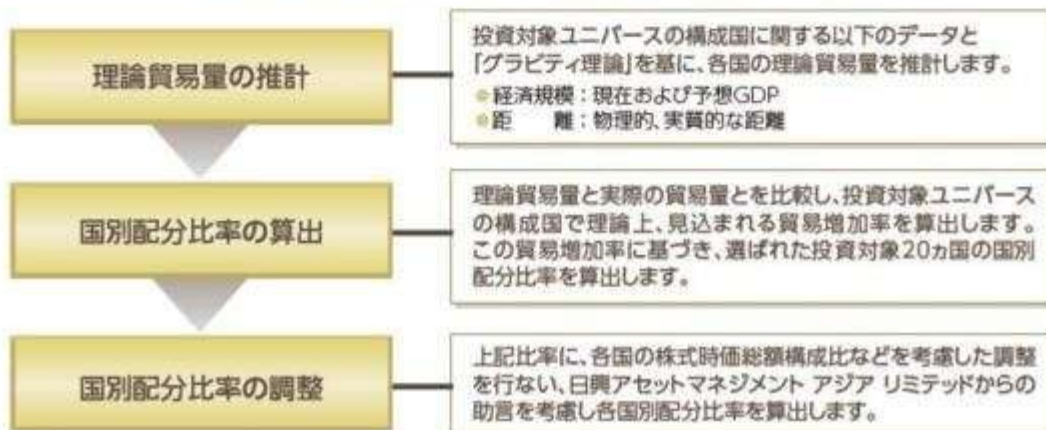 理論貿易量の推計
投資対象ユニバースの構成国に関する以下のデータと
「グラビティ理論」を基に、各国の理論貿易量を推計します。
●経済規模：現在および予想GDP
●距　　離：物理的、実質的な距離
国別配分比率の算出
理論貿易量と実際の貿易量とを比較し、投資対象ユニバース
の構成国で理論上、見込まれる貿易増加率を算出します。
この貿易増加率に基づき、選ばれた投資対象20ヵ国の国別
配分比率を算出します。
国別配分比率の調整
上記比率に、各国の株式時価総額構成比などを考慮した調整
を行ない、日興アセットマネジメント アジア リミテッドからの
助言を考慮し各国別配分比率を算出します。